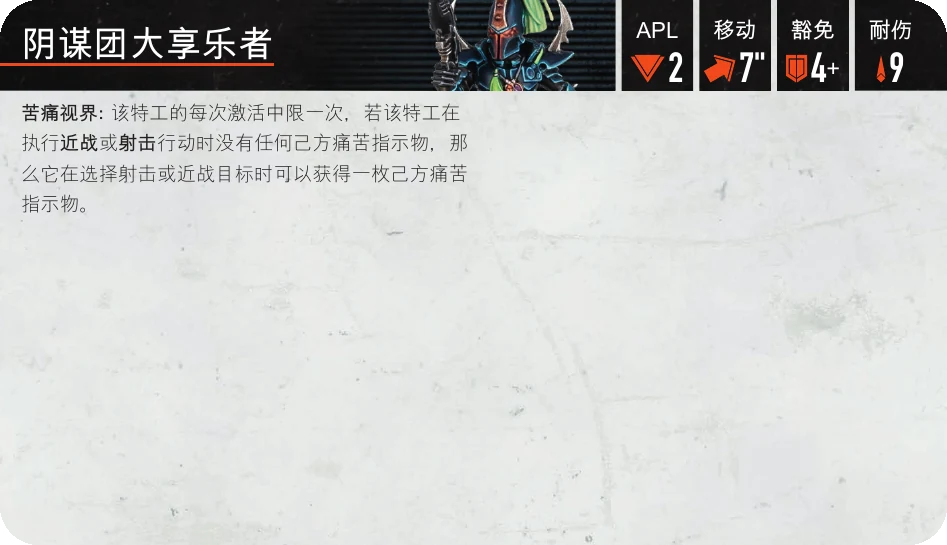 阴谋团大享乐者
APL 移动 豁免 耐伤
2 7" 4+ 9
苦痛视界: 该特工的每次激活中限一次, 若该特工在
执行近战或射击行动时没有任何己方痛苦指示物, 那
么它在选择射击或近战目标时可以获得一枚己方痛苦
指示物。